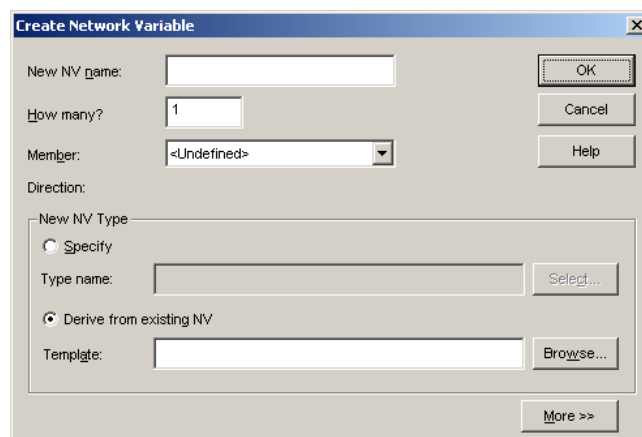 Create Network Variable
New NV name:
OK
How many? 1
Cancel
Member: <Undefined>
Help
Direction:
New NV Type
Specify
Type name:
Select...
Derive from existing NV
Template:
Browse...
More >>